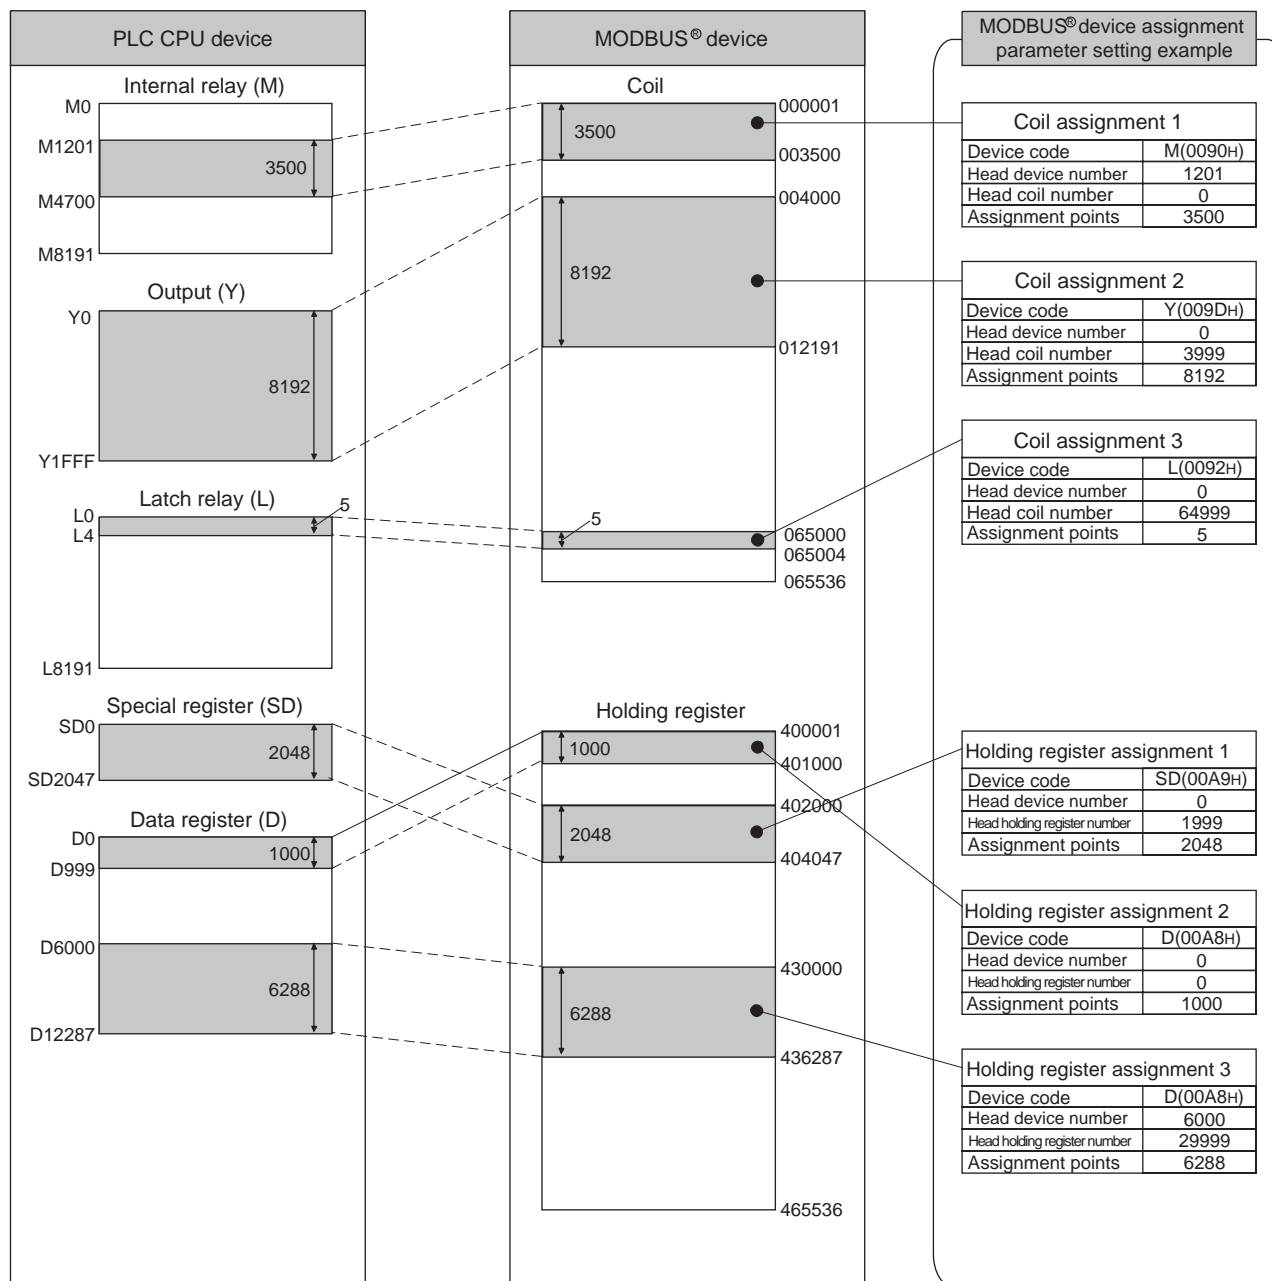 PLC CPU device
Internal relay (M)
M0
M1201
3500
M4700
M8191
Output (Y)
Y0
8192
Y1FFF
Latch relay (L)
L0
5
L4
L8191
Special register (SD)
SD0
2048
SD2047
Data register (D)
D0
1000
D999
D6000
6288
D12287
MODBUS® device
Coil
000001
3500
003500
004000
8192
012191
5
065000
065004
065536
Holding register
400001
1000
401000
402000
2048
404047
430000
6288
436287
465536
MODBUS® device assignment
parameter setting example
Coil assignment 1
Device code M(0090H)
Head device number 1201
Head coil number 0
Assignment points 3500
Coil assignment 2
Device code Y(009DH)
Head device number 0
Head coil number 3999
Assignment points 8192
Coil assignment 3
Device code L(0092H)
Head device number 0
Head coil number 64999
Assignment points 5
Holding register assignment 1
Device code SD(00A9H)
Head device number 0
Head holding register number 1999
Assignment points 2048
Holding register assignment 2
Device code D(00A8H)
Head device number 0
Head holding register number 0
Assignment points 1000
Holding register assignment 3
Device code D(00A8H)
Head device number 6000
Head holding register number 29999
Assignment points 6288